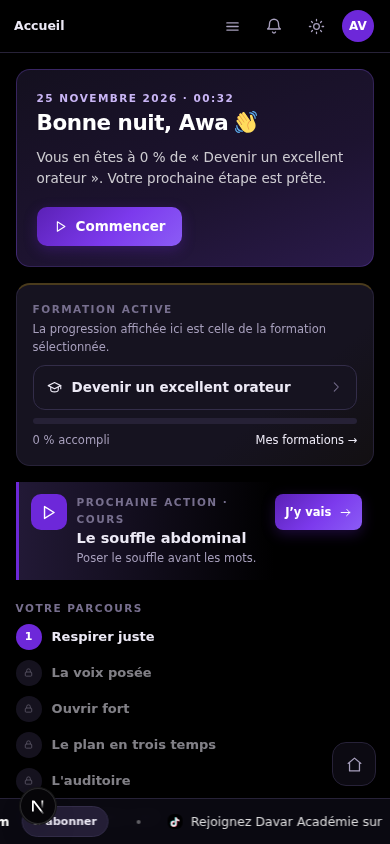 Accueil
AV
25 NOVEMBRE 2026 · 00:32
Bonne nuit, Awa 👋
Vous en êtes à 0 % de « Devenir un excellent
orateur ». Votre prochaine étape est prête.
Commencer
FORMATION ACTIVE
La progression affichée ici est celle de la formation
sélectionnée.
Devenir un excellent orateur
0 % accompli
Mes formations →
PROCHAINE ACTION ·
COURS
Le souffle abdominal
Poser le souffle avant les mots.
J’y vais →
VOTRE PARCOURS
1 Respirer juste
La voix posée
Ouvrir fort
Le plan en trois temps
L'auditoire
N
abonner
• Rejoignez Davar Académie sur